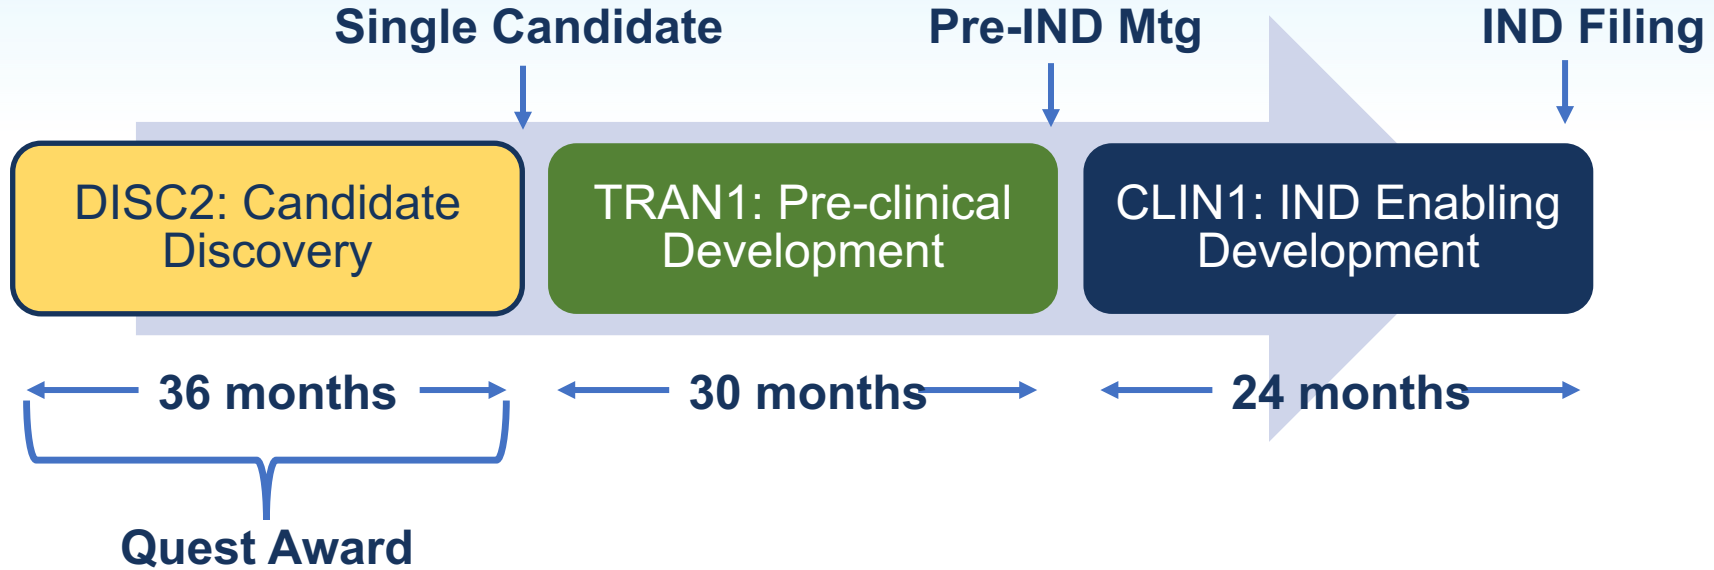 Single Candidate
Pre-IND Mtg
IND Filing
DISC2: Candidate
Discovery
TRAN1: Pre-clinical
Development
CLIN1: IND Enabling
Development
36 months
30 months
24 months
Quest Award